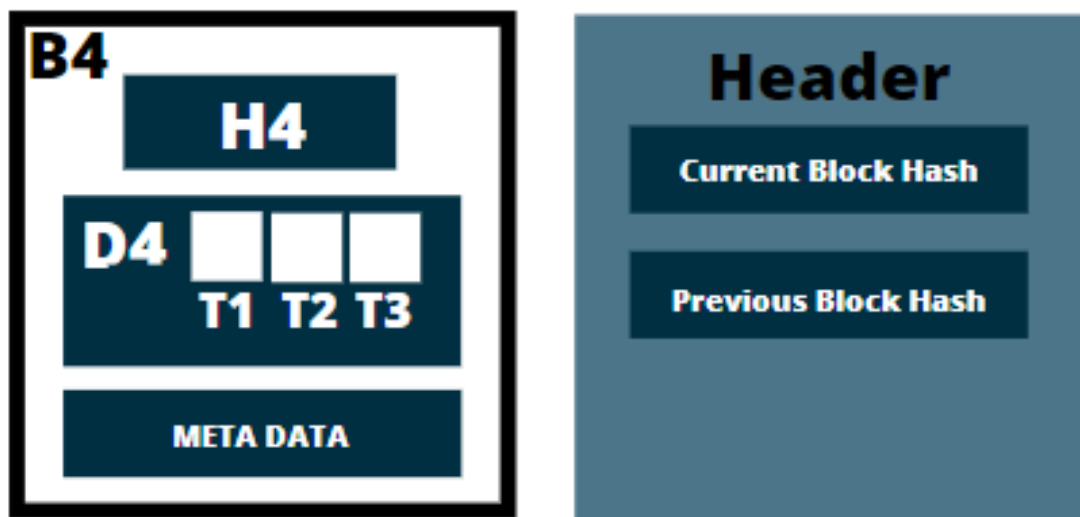 B4
H4
D4
T1 T2 T3
META DATA
Header
Current Block Hash
Previous Block Hash